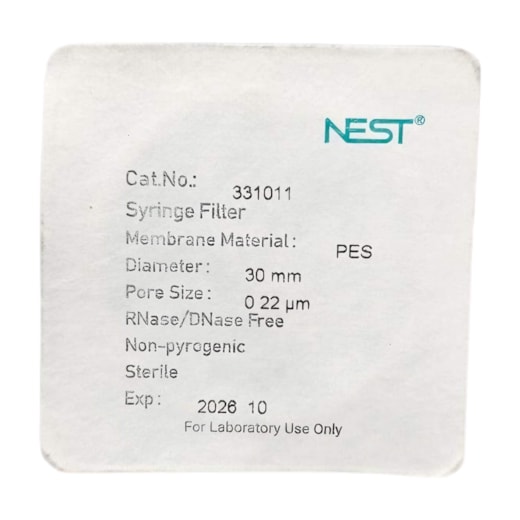 NEST®
Cat.No.: 331011
Syringe Filter
Membrane Material: PES
Diameter: 30 mm
Pore Size: 0 22 µm
RNase/DNase Free
Non-pyrogenic
Sterile
Exp: 2026 10
For Laboratory Use Only